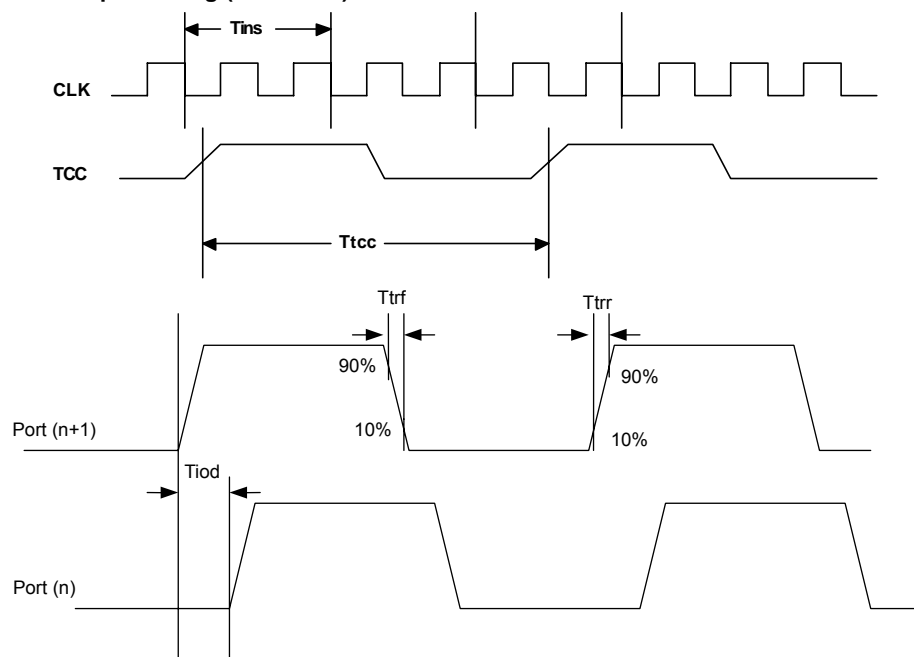 Tins
CLK
TCC
Ttcc
Ttrf
Ttrr
90%
90%
10%
10%
Port (n+1)
Tiod
Port (n)